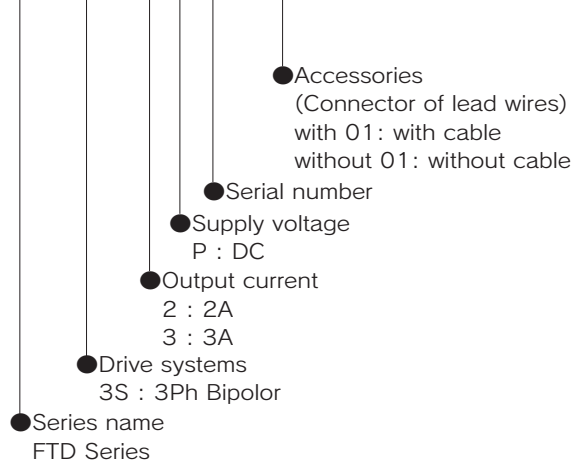 Accessories
(Connector of lead wires)
with 01: with cable
without 01: without cable
Serial number
Supply voltage
P : DC
Output current
2 : 2A
3 : 3A
Drive systems
3S : 3Ph Bipolor
Series name
FTD Series